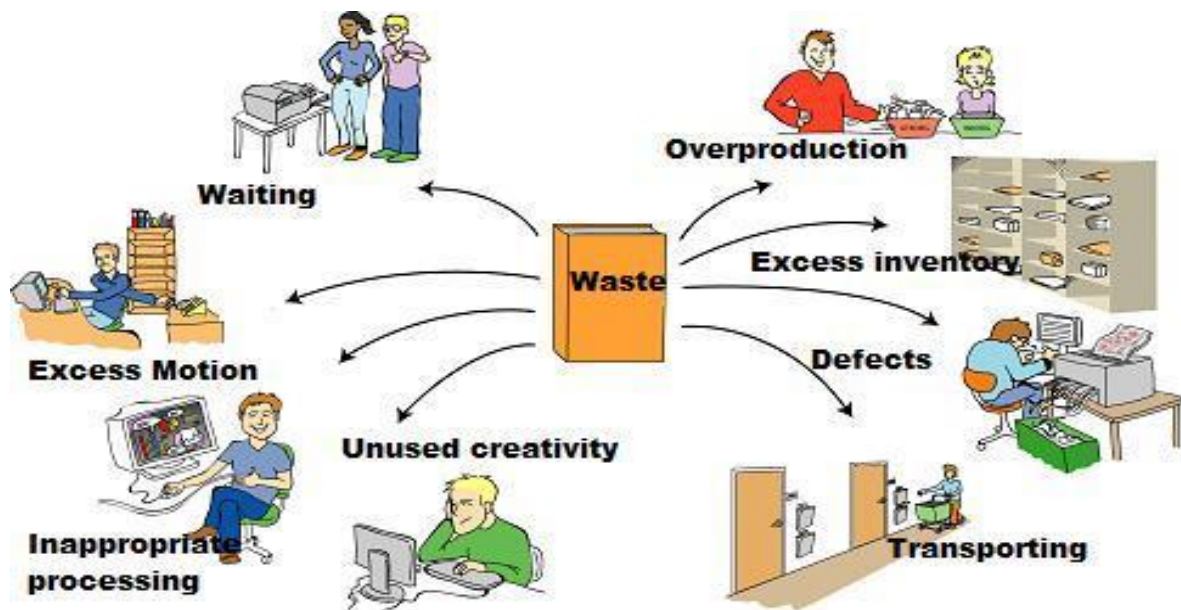 Waiting
Overproduction
Waste
Excess inventory
Excess Motion
Defects
Unused creativity
Inappropriate
processing
Transporting